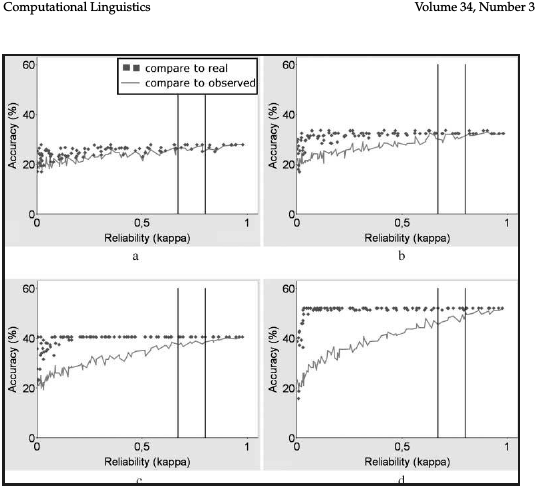 Computational Linguistics Volume 34, Number 3
60
40
20
0
Accuracy (%)
compare to real
compare to observed
0 0,5 1
Reliability (kappa)
a
60
40
20
0
Accuracy (%)
0 0,5 1
Reliability (kappa)
b
60
40
20
0
Accuracy (%)
0 0,5 1
Reliability (kappa)
c
60
40
20
0
Accuracy (%)
0 0,5 1
Reliability (kappa)
d